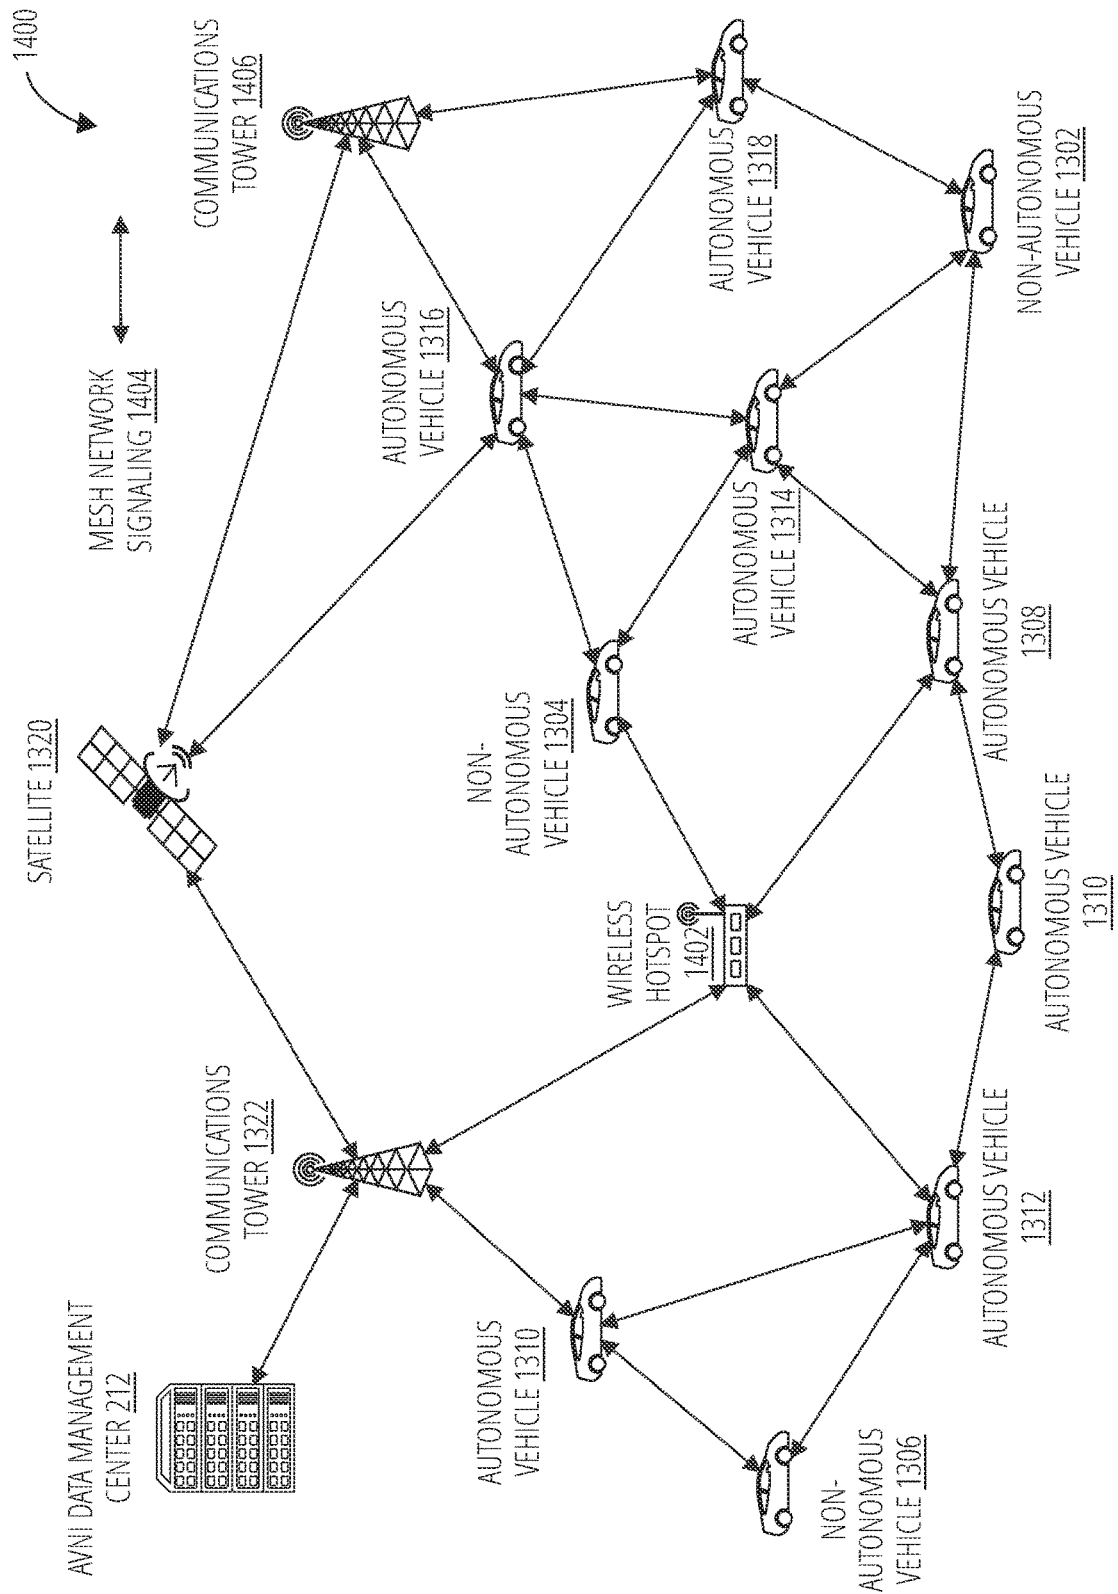 1400
AVNI DATA MANAGEMENT
CENTER 212
COMMUNICATIONS
TOWER 1322
SATELLITE 1320
MESH NETWORK
SIGNALING 1404
COMMUNICATIONS
TOWER 1406
AUTONOMOUS
VEHICLE 1316
AUTONOMOUS
VEHICLE 1310
NON-
AUTONOMOUS
VEHICLE 1304
WIRELESS
HOTSPOT
1402
AUTONOMOUS
VEHICLE 1314
AUTONOMOUS
VEHICLE 1318
NON-
AUTONOMOUS
VEHICLE 1306
AUTONOMOUS VEHICLE
1312
AUTONOMOUS VEHICLE
1310
AUTONOMOUS VEHICLE
1308
NON-AUTONOMOUS
VEHICLE 1302